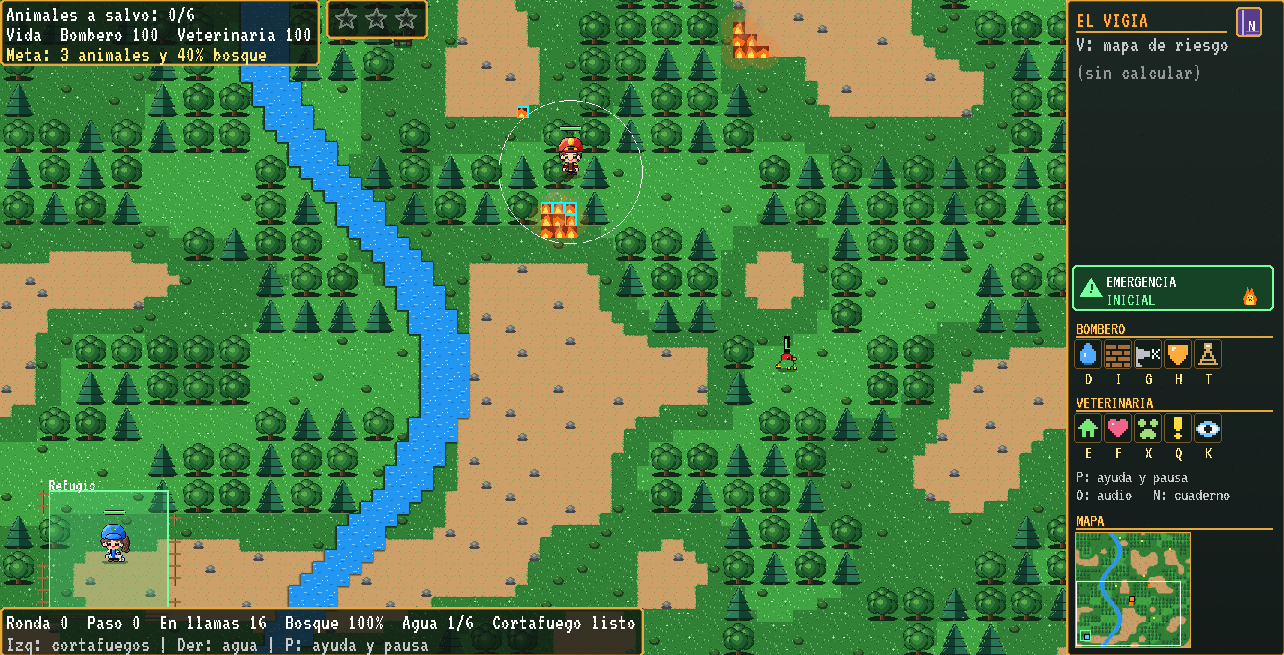 Animales a salvo: 0/6
Vida Bombero 100 Veterinaria 100
Meta: 3 animales y 40% bosque
EL VIGIA
N
V: mapa de riesgo
(sin calcular)
EMERGENCIA
INICIAL
BOMBERO
D I G H T
VETERINARIA
E F X Q K
P: ayuda y pausa
O: audio N: cuaderno
MAPA
Refugio
Ronda 0 Paso 0 En llamas 16 Bosque 100% Agua 1/6 Cortafuego listo
Izq: cortafuegos | Der: agua | P: ayuda y pausa